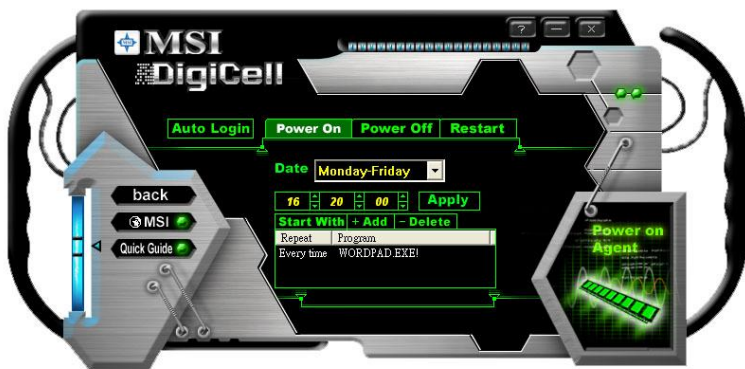 ? — X
MSI
DigiCell
Auto Login Power On Power Off Restart
Date Monday-Friday
16 20 00 Apply
Start With + Add - Delete
Repeat Program
Every time WORDPAD.EXE!
back
MSI
Quick Guide
Power on
Agent